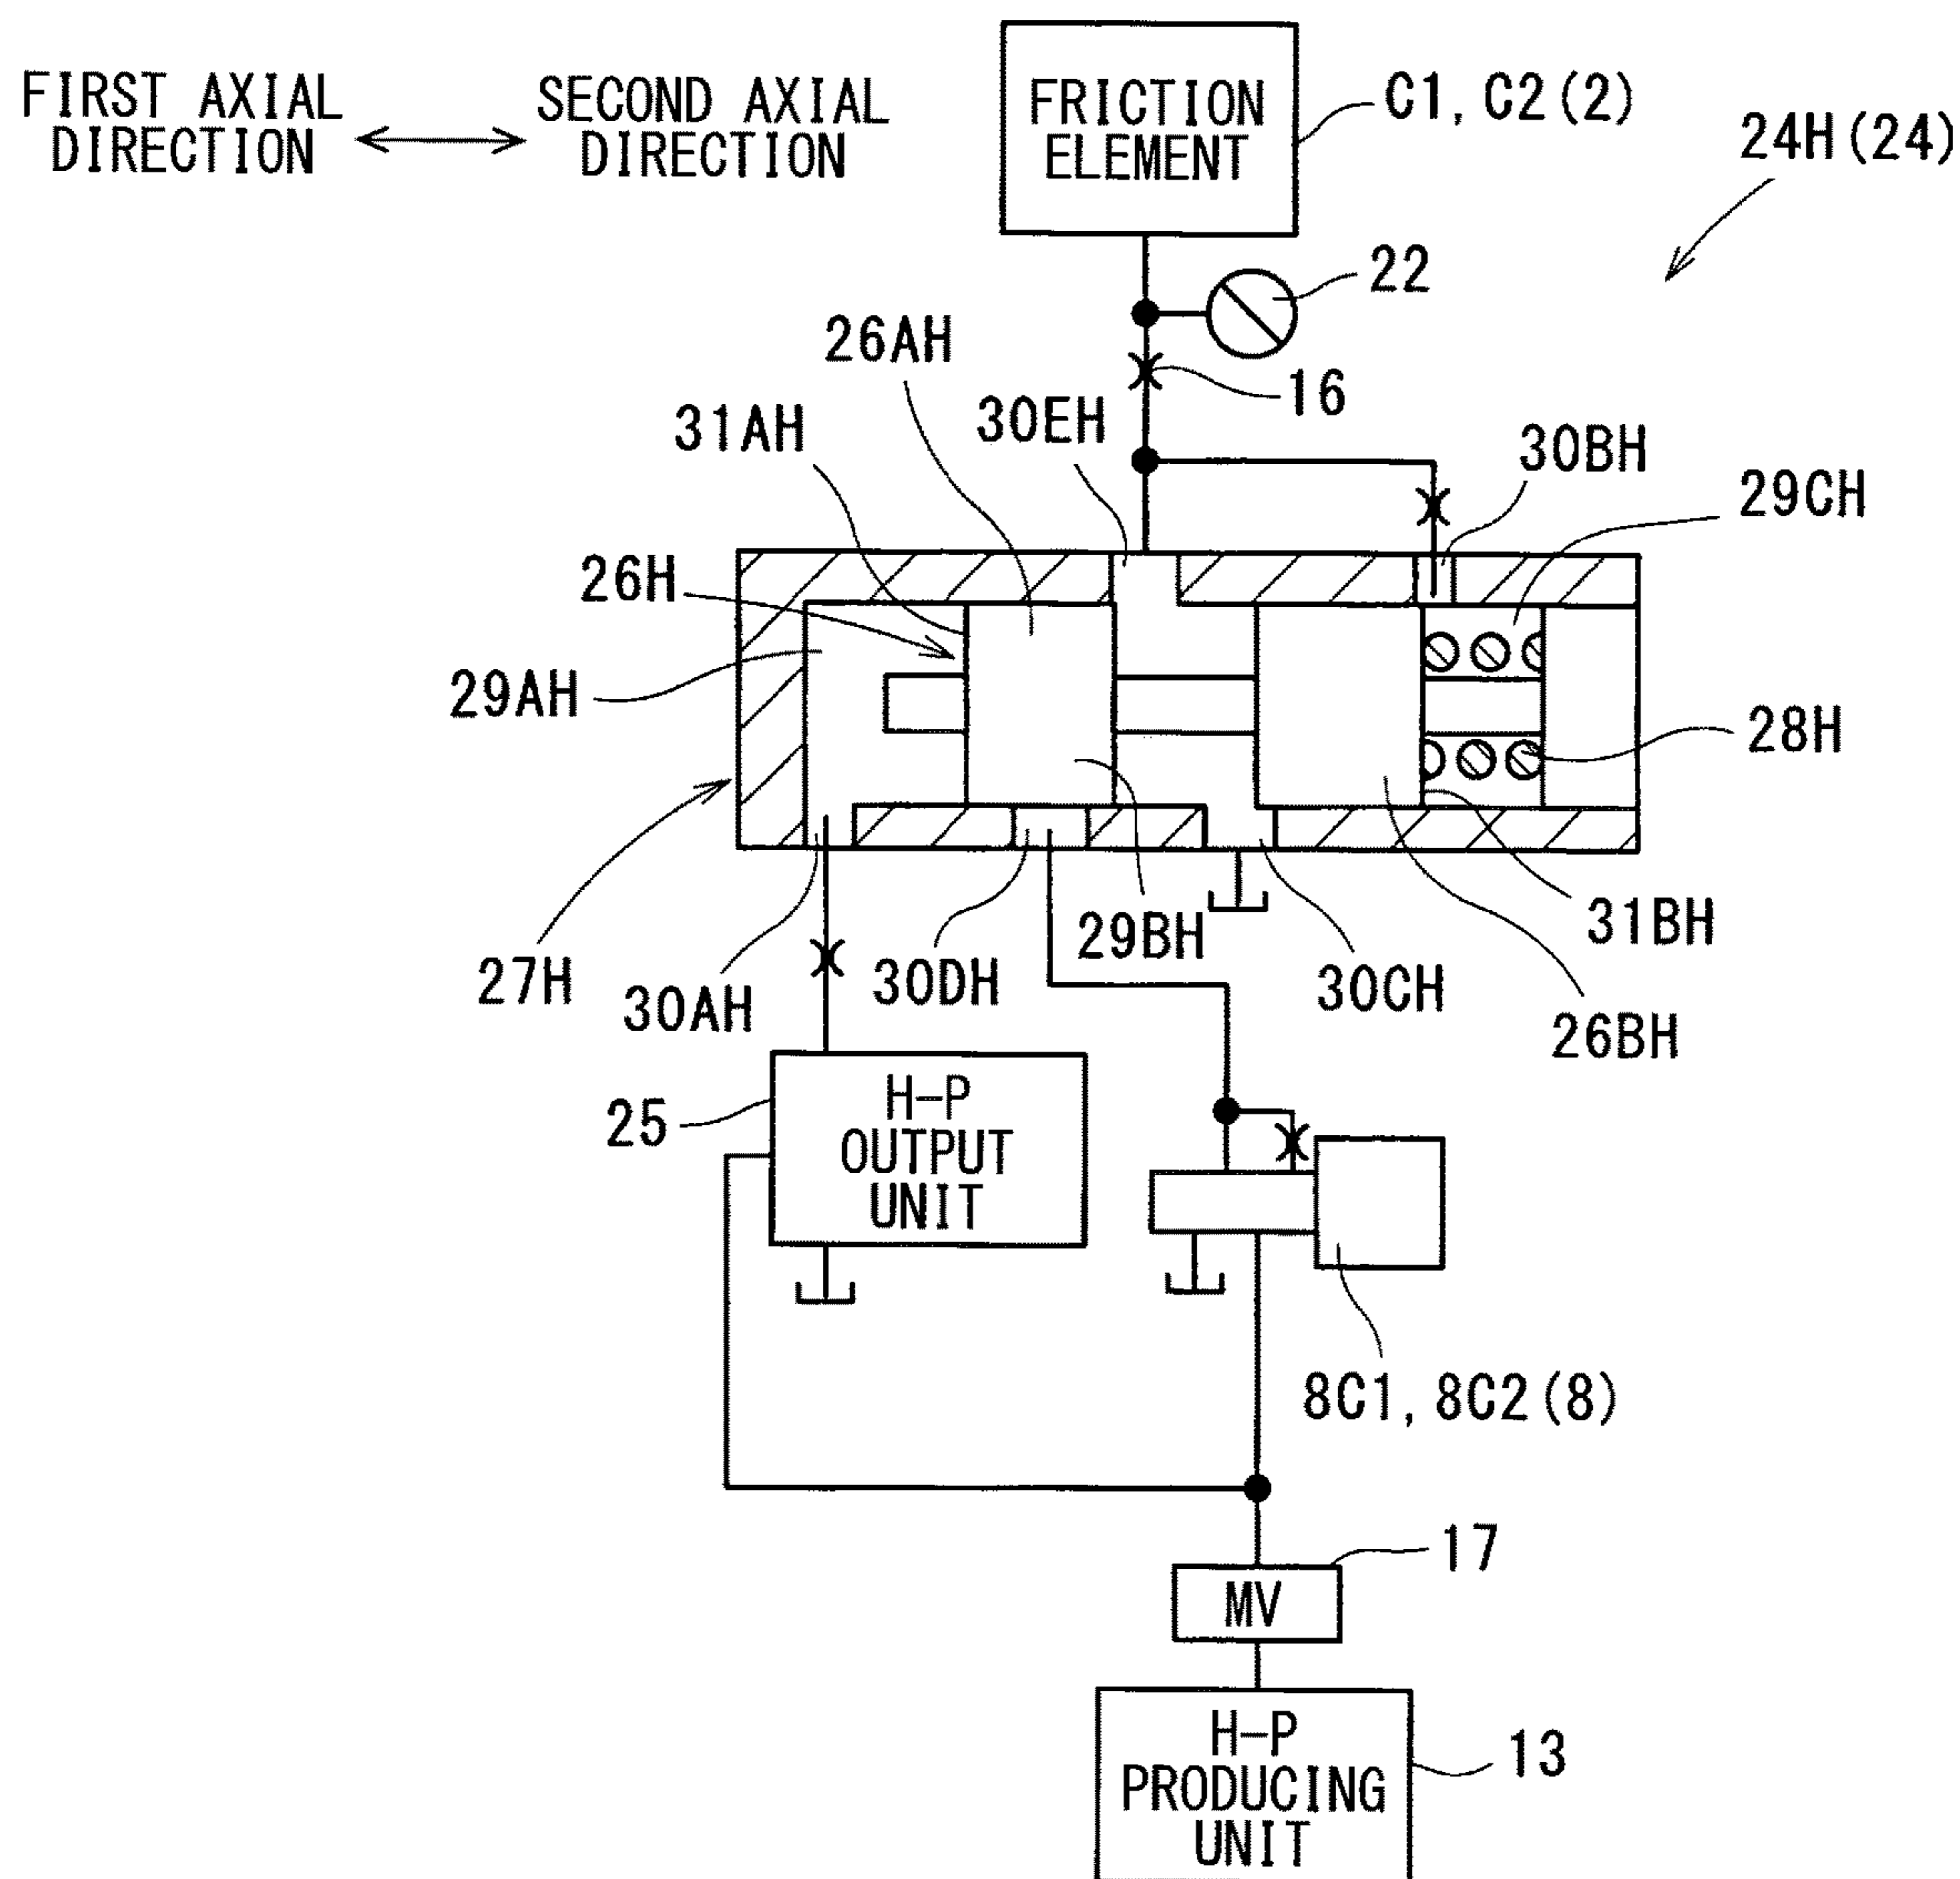 FIRST AXIAL
DIRECTION
SECOND AXIAL
DIRECTION
FRICTION
ELEMENT
C1, C2(2)
24H(24)
22
26AH
16
31AH
30EH
30BH
29CH
26H
29AH
28H
27H
30AH
30DH
29BH
30CH
31BH
26BH
25
H-P
OUTPUT
UNIT
8C1, 8C2(8)
17
MV
H-P
PRODUCING
UNIT
13